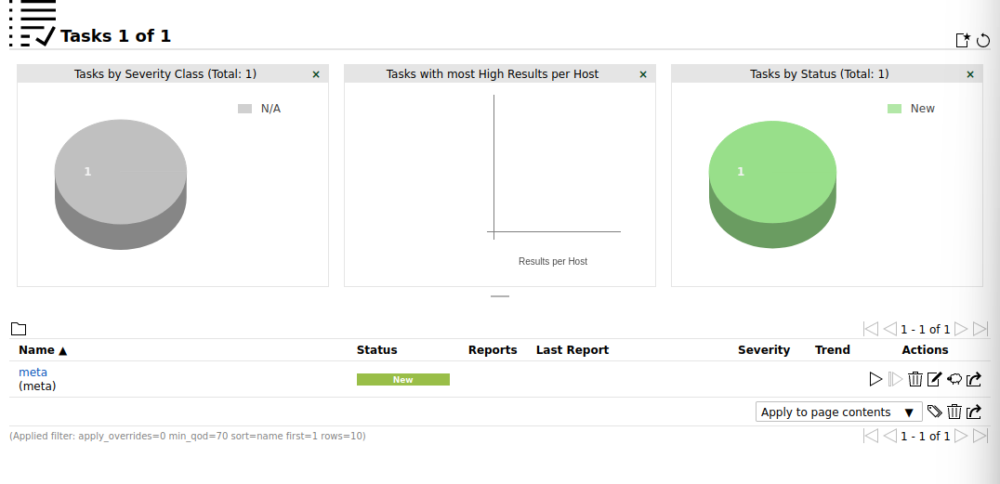 Tasks 1 of 1
Tasks by Severity Class (Total: 1) ×
N/A
1
Tasks with most High Results per Host ×
Results per Host
Tasks by Status (Total: 1) ×
New
1
1 - 1 of 1
Name ▲ Status Reports Last Report Severity Trend Actions
meta New
(meta)
Apply to page contents ▼
(Applied filter: apply_overrides=0 min_qod=70 sort=name first=1 rows=10) 1 - 1 of 1